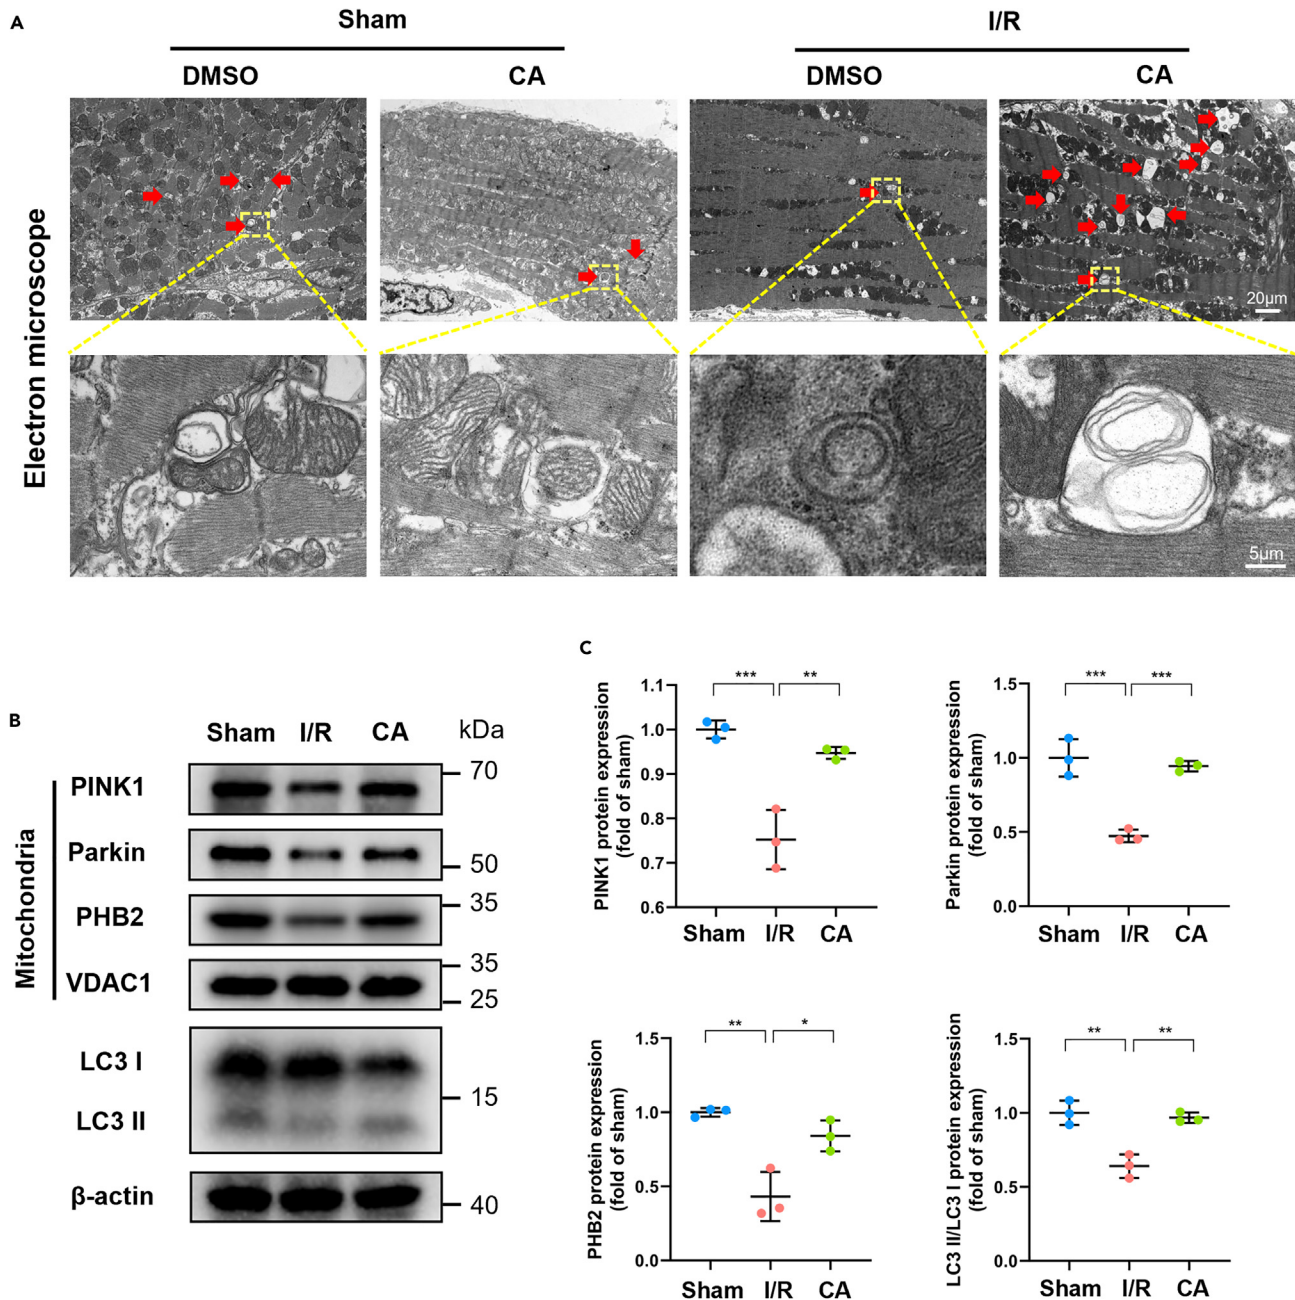 A
Sham
I/R
DMSO
CA
DMSO
CA
Electron microscope
20μm
5μm
B
Sham
I/R
CA
kDa
Mitochondria
PINK1
70
Parkin
50
PHB2
35
VDAC1
35
25
LC3 I
15
LC3 II
β-actin
40
C
PINK1 protein expression
(fold of sham)
1.1
1.0
0.9
0.8
0.7
0.6
***
**
Sham
I/R
CA
Parkin protein expression
(fold of sham)
1.5
1.0
0.5
0.0
***
***
Sham
I/R
CA
PHB2 protein expression
(fold of sham)
1.5
1.0
0.5
0.0
**
*
Sham
I/R
CA
LC3 II/LC3 I protein expression
(fold of sham)
1.5
1.0
0.5
0.0
**
**
Sham
I/R
CA